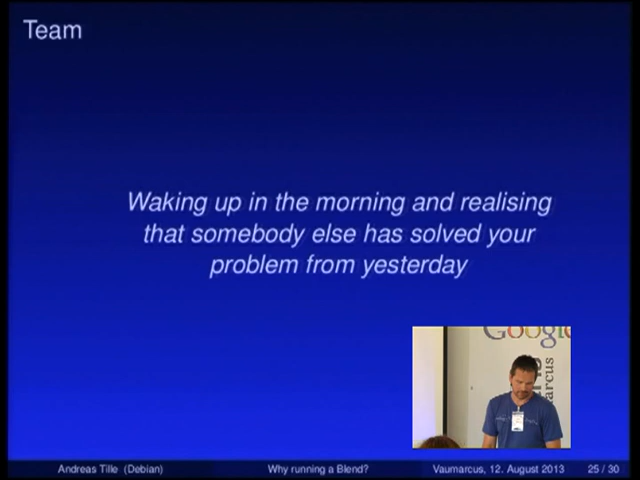 Team
Waking up in the morning and realising
that somebody else has solved your
problem from yesterday
Google
Andreas Tille (Debian) Why running a Blend? Vaumarcus, 12. August 2013 25 / 30